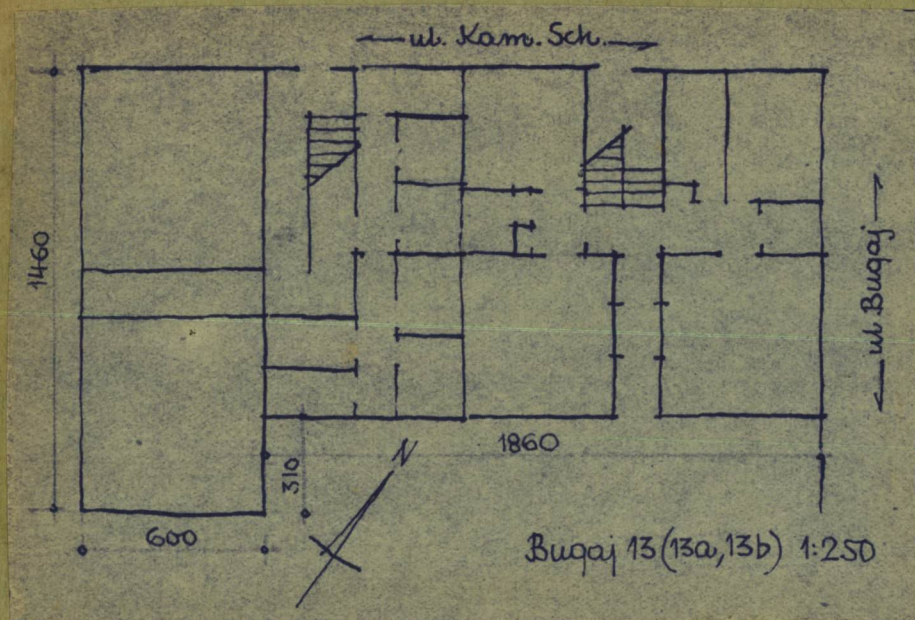 ul. Kam. Sch.
1460
ul Bugaj
1860
310
N
600
Bugaj 13 (13a, 13b) 1:250